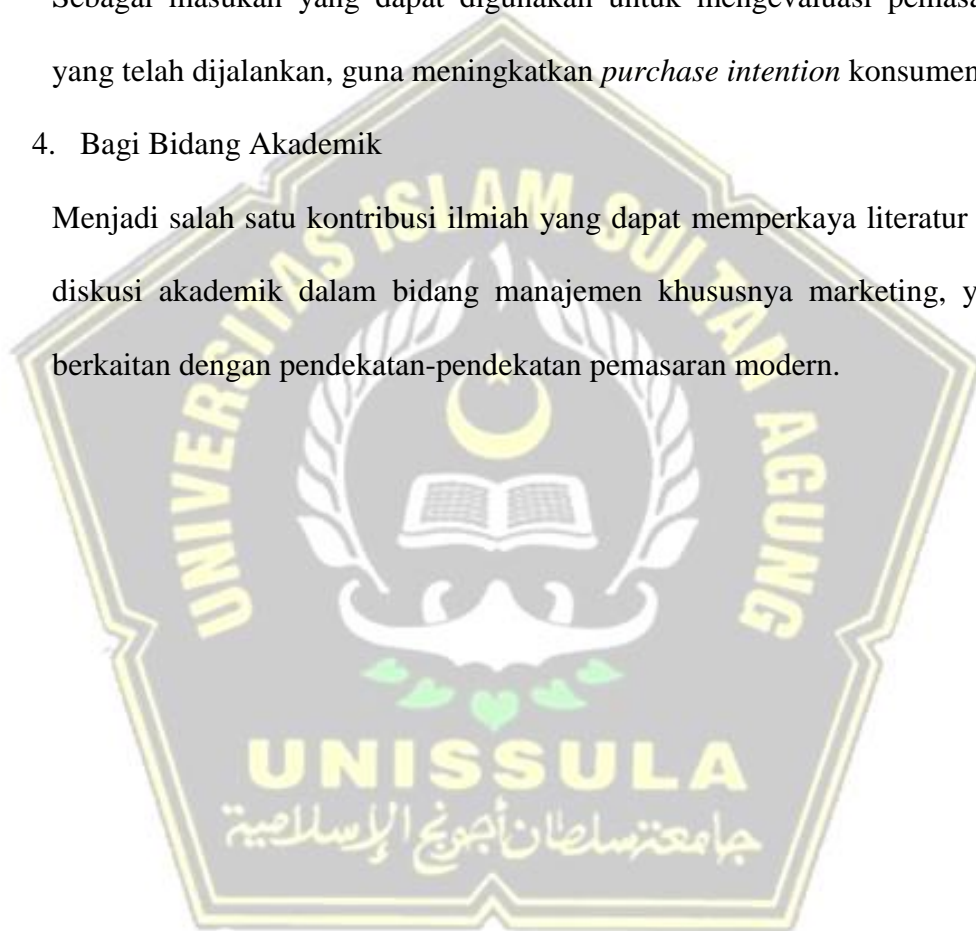 Sebagai masukan yang dapat digunakan untuk mengevaluasi pemasa
yang telah dijalankan, guna meningkatkan purchase intention konsumen
4. Bagi Bidang Akademik
Menjadi salah satu kontribusi ilmiah yang dapat memperkaya literatur
diskusi akademik dalam bidang manajemen khususnya marketing, y
berkaitan dengan pendekatan-pendekatan pemasaran modern.
UNIVERSITAS ISLAM SULTAN AGUNG
UNISSULA
جامعة سلطان أجونج الإسلامية